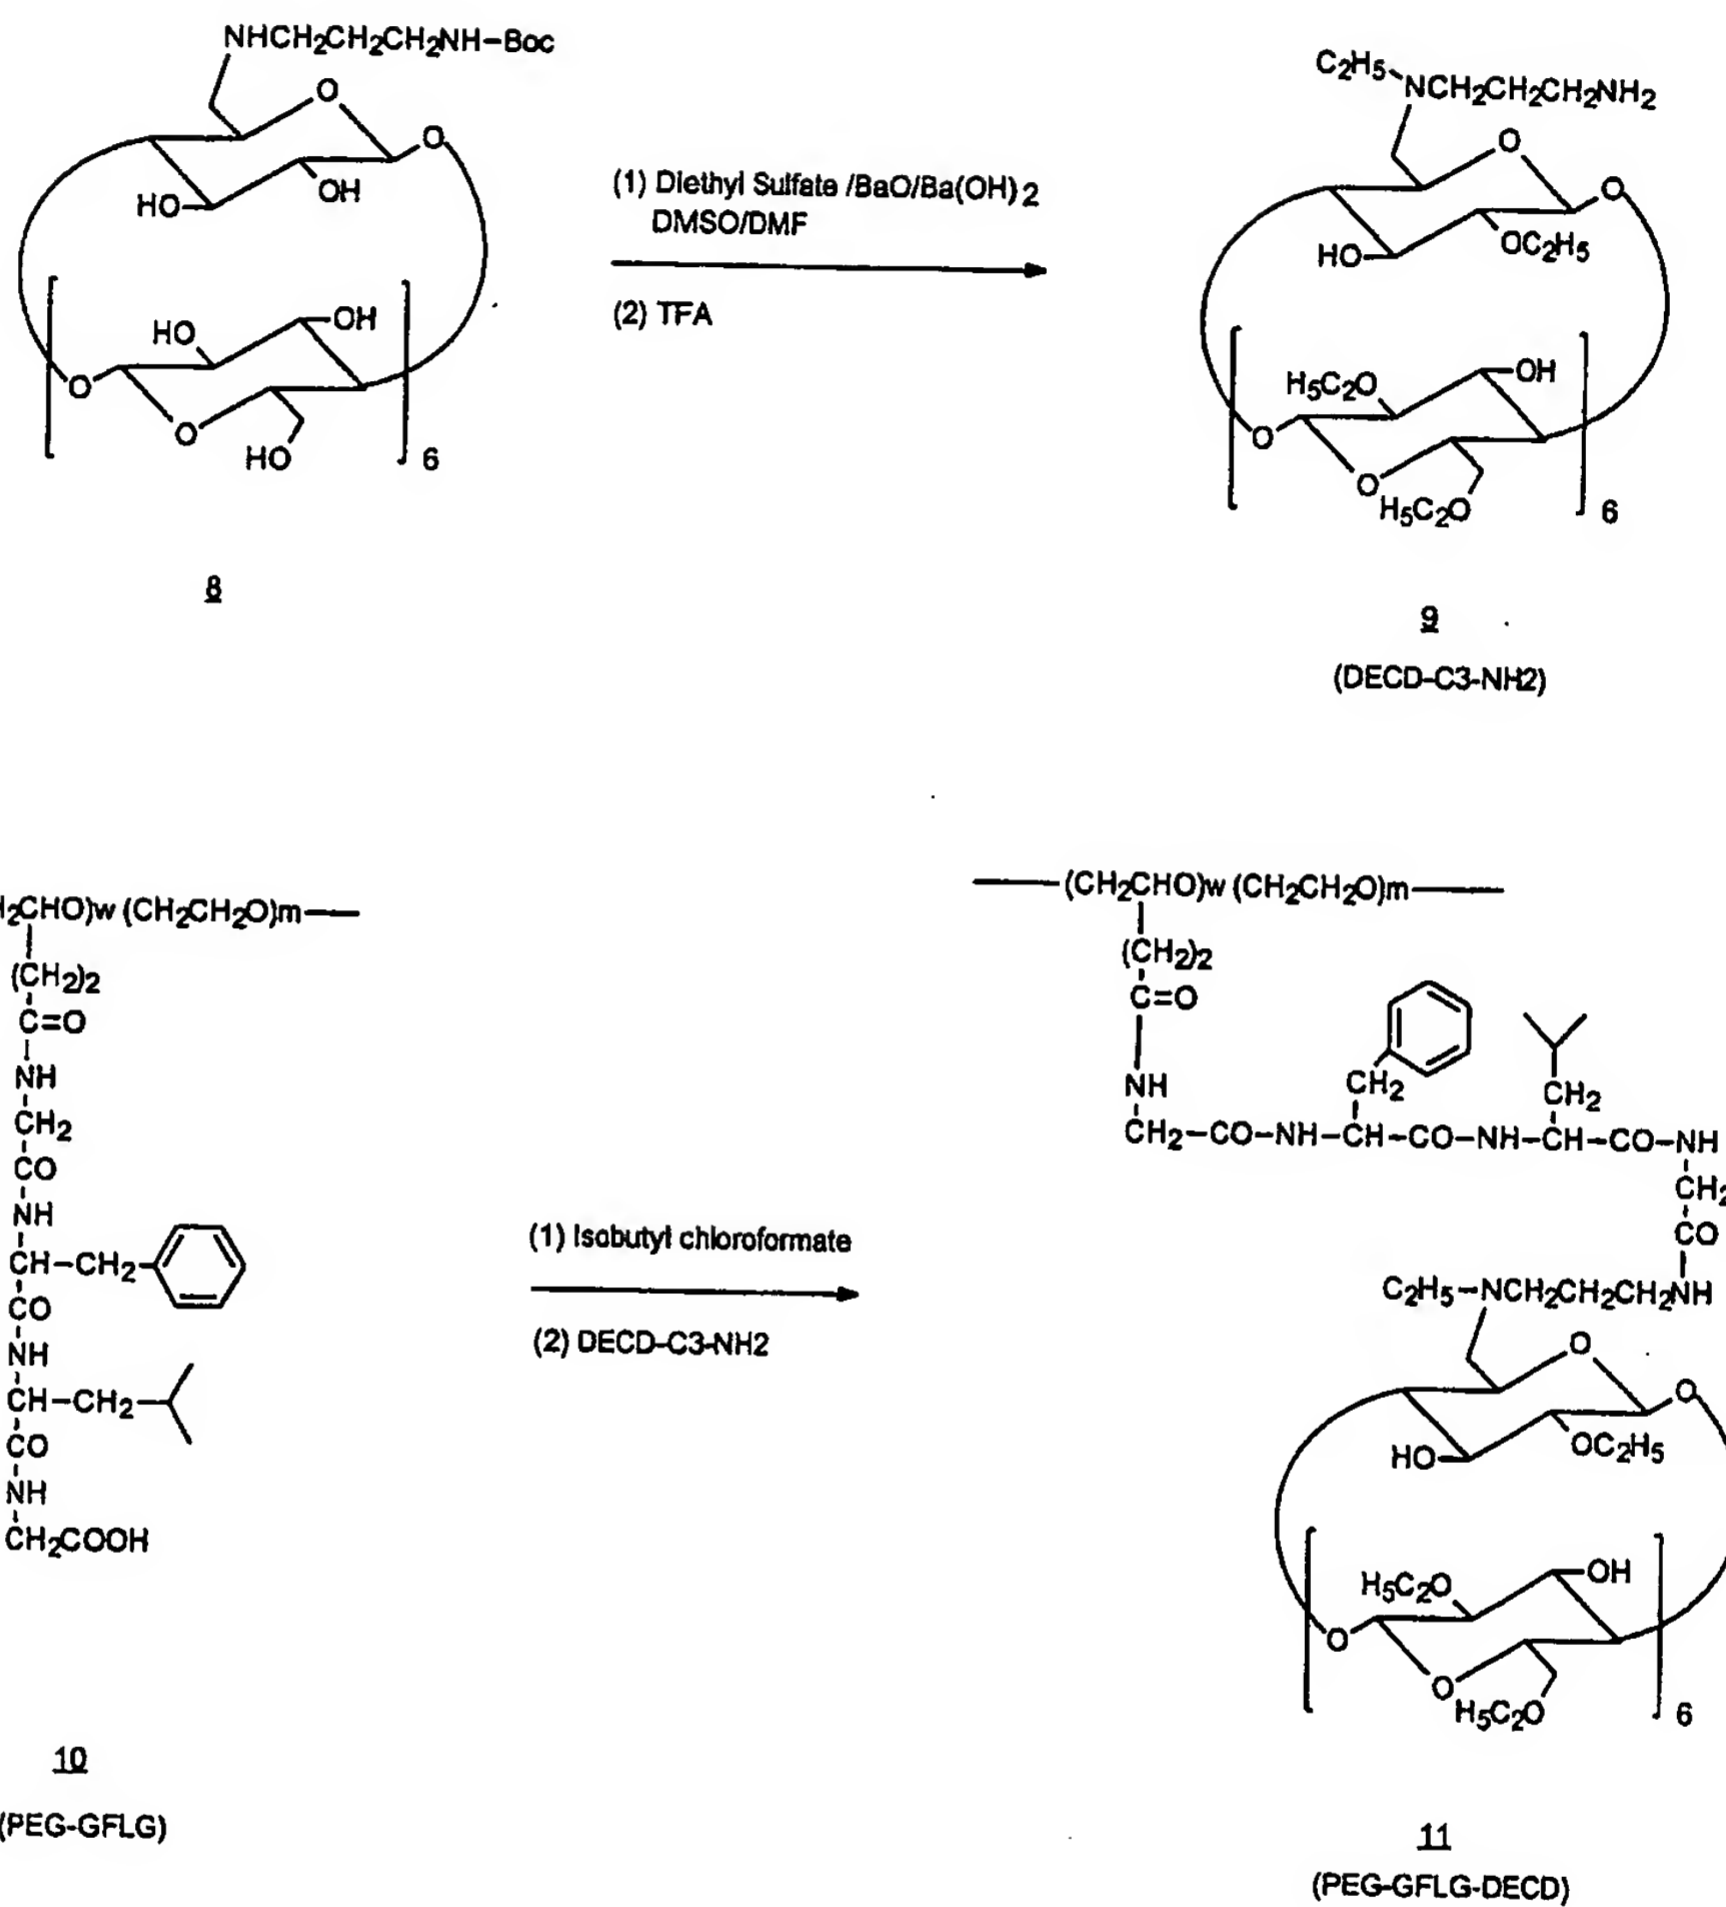 NHCH2CH2CH2NH-Boc
O
O
HO
OH
HO
OH
O
O
HO
6
8
(1) Diethyl Sulfate /BaO/Ba(OH)2
DMSO/DMF
(2) TFA
C2H5
NCH2CH2CH2NH2
O
O
HO
OC2H5
H5C2O
OH
O
O
H5C2O
6
9
(DECD-C3-NH2)
H2CHO)w (CH2CH2O)m
(CH2)2
C=O
NH
CH2
CO
NH
CH-CH2
CO
NH
CH-CH2
CO
NH
CH2COOH
10
(PEG-GFLG)
(1) Isobutyl chloroformate
(2) DECD-C3-NH2
(CH2CHO)w (CH2CH2O)m
(CH2)2
C=O
NH
CH2
CH2
CH2-CO-NH-CH-CO-NH-CH-CO-NH
CH2
CO
C2H5-NCH2CH2CH2NH
O
O
HO
OC2H5
H5C2O
OH
O
O
H5C2O
6
11
(PEG-GFLG-DECD)